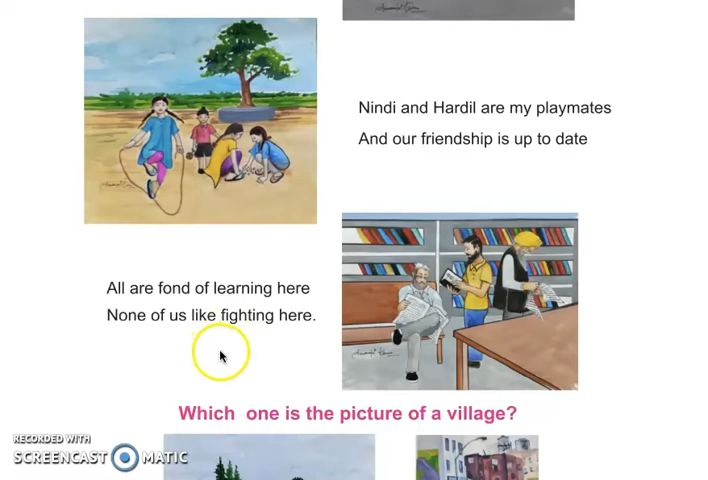 Nindi and Hardil are my playmates
And our friendship is up to date
All are fond of learning here
None of us like fighting here.
Which one is the picture of a village?
RECORDED WITH
SCREENCAST MATIC